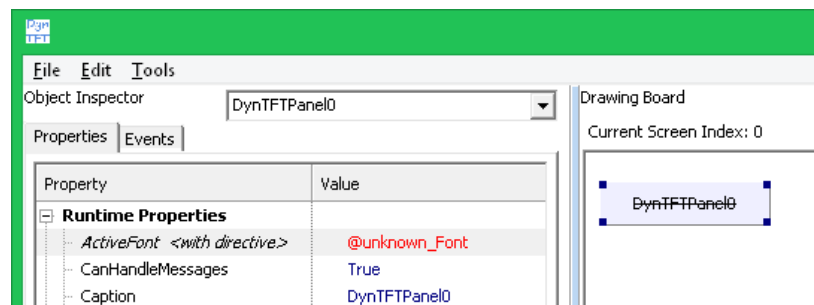 Dyn
TFT
File Edit Tools
Object Inspector
DynTFTPanel0
Properties
Events
Property
Value
Runtime Properties
ActiveFont <with directive>
@unknown_Font
CanHandleMessages
True
Caption
DynTFTPanel0
Drawing Board
Current Screen Index: 0
DynTFTPanel0